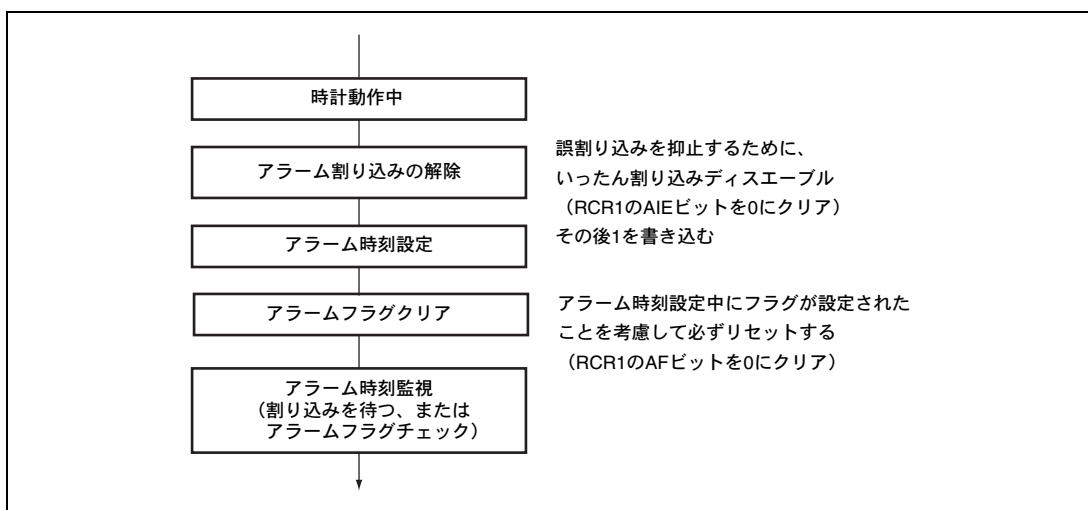 時計動作中
アラーム割り込みの解除
誤割り込みを抑止するために、
いったん割り込みディスエーブル
（RCR1のAIEビットを0にクリア）
その後1を書き込む
アラーム時刻設定
アラームフラグクリア
アラーム時刻設定中にフラグが設定された
ことを考慮して必ずリセットする
（RCR1のAFビットを0にクリア）
アラーム時刻監視
（割り込みを待つ、または
アラームフラグチェック）